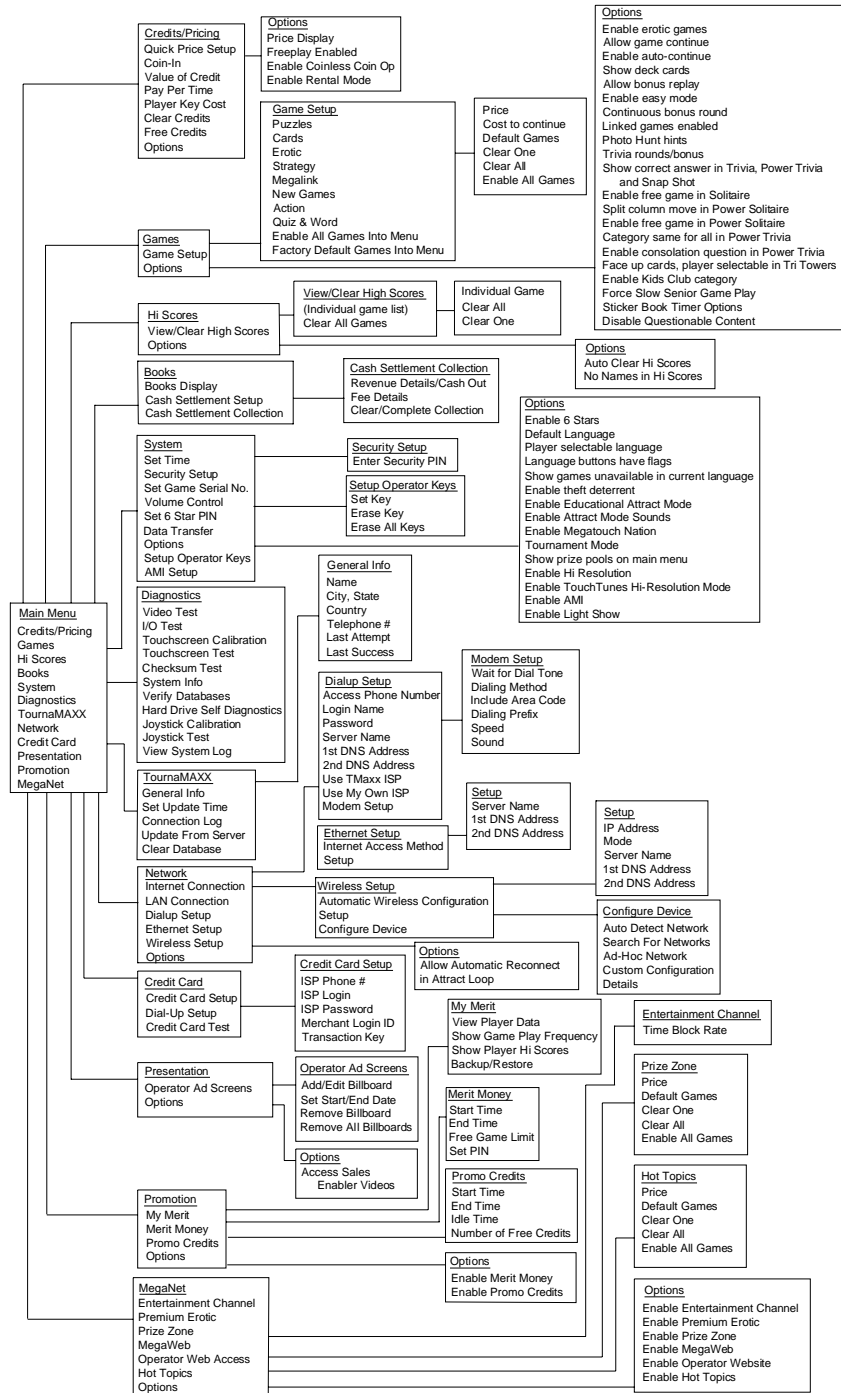 Credits/Pricing
Quick Price Setup
Coin-In
Value of Credit
Pay Per Time
Player Key Cost
Clear Credits
Free Credits
Options
Options
Price Display
Freeplay Enabled
Enable Coinless Coin Op
Enable Rental Mode
Options
Enable erotic games
Allow game continue
Enable auto-continue
Show deck cards
Allow bonus replay
Enable easy mode
Continuous bonus round
Linked games enabled
Photo Hunt hints
Trivia rounds/bonus
Show correct answer in Trivia, Power Trivia
and Snap Shot
Enable free game in Solitaire
Split column move in Power Solitaire
Enable free game in Power Solitaire
Category same for all in Power Trivia
Enable consolation question in Power Trivia
Face up cards, player selectable in Tri Towers
Enable Kids Club category
Force Slow Senior Game Play
Sticker Book Timer Options
Disable Questionable Content
Game Setup
Puzzles
Cards
Erotic
Strategy
Megalink
New Games
Action
Quiz & Word
Enable All Games Into Menu
Factory Default Games Into Menu
Price
Cost to continue
Default Games
Clear One
Clear All
Enable All Games
Games
Game Setup
Options
Hi Scores
View/Clear High Scores
Options
View/Clear High Scores
(Individual game list)
Clear All Games
Individual Game
Clear All
Clear One
Options
Auto Clear Hi Scores
No Names in Hi Scores
Books
Books Display
Cash Settlement Setup
Cash Settlement Collection
Cash Settlement Collection
Revenue Details/Cash Out
Fee Details
Clear/Complete Collection
Options
Enable 6 Stars
Default Language
Player selectable language
Language buttons have flags
Show games unavailable in current language
Enable theft deterrent
Enable Educational Attract Mode
Enable Attract Mode Sounds
Enable Megatouch Nation
Tournament Mode
Show prize pools on main menu
Enable Hi Resolution
Enable TouchTunes Hi-Resolution Mode
Enable AMI
Enable Light Show
System
Set Time
Security Setup
Set Game Serial No.
Volume Control
Set 6 Star PIN
Data Transfer
Options
Setup Operator Keys
AMI Setup
Security Setup
Enter Security PIN
Setup Operator Keys
Set Key
Erase Key
Erase All Keys
General Info
Name
City, State
Country
Telephone #
Last Attempt
Last Success
Diagnostics
Video Test
I/O Test
Touchscreen Calibration
Touchscreen Test
Checksum Test
System Info
Verify Databases
Hard Drive Self Diagnostics
Joystick Calibration
Joystick Test
View System Log
Main Menu
Credits/Pricing
Games
Hi Scores
Books
System
Diagnostics
TournaMAXX
Network
Credit Card
Presentation
Promotion
MegaNet
Dialup Setup
Access Phone Number
Login Name
Password
Server Name
1st DNS Address
2nd DNS Address
Use TMaxx ISP
Use My Own ISP
Modem Setup
Modem Setup
Wait for Dial Tone
Dialing Method
Include Area Code
Dialing Prefix
Speed
Sound
TournaMAXX
General Info
Set Update Time
Connection Log
Update From Server
Clear Database
Setup
Server Name
1st DNS Address
2nd DNS Address
Ethernet Setup
Internet Access Method
Setup
Setup
IP Address
Mode
Server Name
1st DNS Address
2nd DNS Address
Network
Internet Connection
LAN Connection
Dialup Setup
Ethernet Setup
Wireless Setup
Options
Wireless Setup
Automatic Wireless Configuration
Setup
Configure Device
Configure Device
Auto Detect Network
Search For Networks
Ad-Hoc Network
Custom Configuration
Details
Options
Allow Automatic Reconnect
in Attract Loop
Credit Card
Credit Card Setup
Dial-Up Setup
Credit Card Test
Credit Card Setup
ISP Phone #
ISP Login
ISP Password
Merchant Login ID
Transaction Key
My Merit
View Player Data
Show Game Play Frequency
Show Player Hi Scores
Backup/Restore
Entertainment Channel
Time Block Rate
Presentation
Operator Ad Screens
Options
Operator Ad Screens
Add/Edit Billboard
Set Start/End Date
Remove Billboard
Remove All Billboards
Merit Money
Start Time
End Time
Free Game Limit
Set PIN
Prize Zone
Price
Default Games
Clear One
Clear All
Enable All Games
Options
Access Sales
Enabler Videos
Promotion
My Merit
Merit Money
Promo Credits
Options
Promo Credits
Start Time
End Time
Idle Time
Number of Free Credits
Hot Topics
Price
Default Games
Clear One
Clear All
Enable All Games
Options
Enable Merit Money
Enable Promo Credits
MegaNet
Entertainment Channel
Premium Erotic
Prize Zone
MegaWeb
Operator Web Access
Hot Topics
Options
Options
Enable Entertainment Channel
Enable Premium Erotic
Enable Prize Zone
Enable MegaWeb
Enable Operator Website
Enable Hot Topics